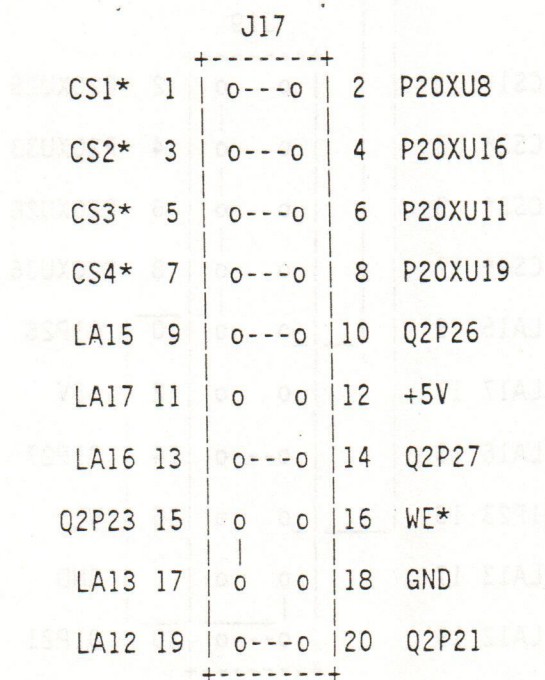 J17
+-------+
CS1* 1 | o---o | 2 P20XU8
CS2* 3 | o---o | 4 P20XU16
CS3* 5 | o---o | 6 P20XU11
CS4* 7 | o---o | 8 P20XU19
LA15 9 | o---o | 10 Q2P26
LA17 11 | o o | 12 +5V
LA16 13 | o---o | 14 Q2P27
Q2P23 15 | o o | 16 WE*
|
LA13 17 | o o | 18 GND
LA12 19 | o---o | 20 Q2P21
+-------+